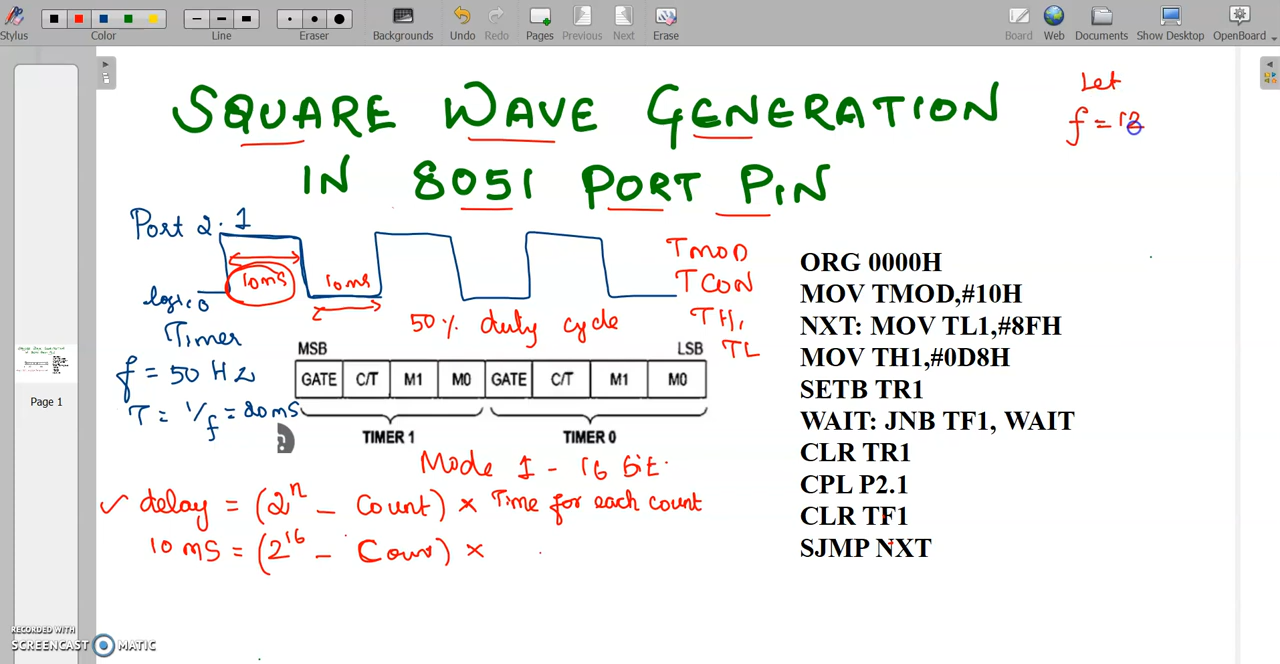 Stylus
Color
Line
Eraser
Backgrounds
Undo
Redo
Pages
Previous
Next
Erase
Board
Web
Documents
Show Desktop
OpenBoard
Page 1
SQUARE WAVE GENERATION
IN 8051 PORT PIN
Let
f = 12
Port 2.1
10ms
10ms
logic 0
50% duty cycle
TMOD
TCON
TH1
TL
Timer
f = 50 Hz
T = 1/f = 20ms
MSB
LSB
GATE C/T M1 M0 GATE C/T M1 M0
TIMER 1
TIMER 0
Mode 1 - 16 bit.
✓ delay = (2^n - Count) × Time for each count
10 ms = (2^16 - Coun) ×
ORG 0000H
MOV TMOD,#10H
NXT: MOV TL1,#8FH
MOV TH1,#0D8H
SETB TR1
WAIT: JNB TF1, WAIT
CLR TR1
CPL P2.1
CLR TF1
SJMP NXT
RECORDED WITH
SCREENCAST MATIC